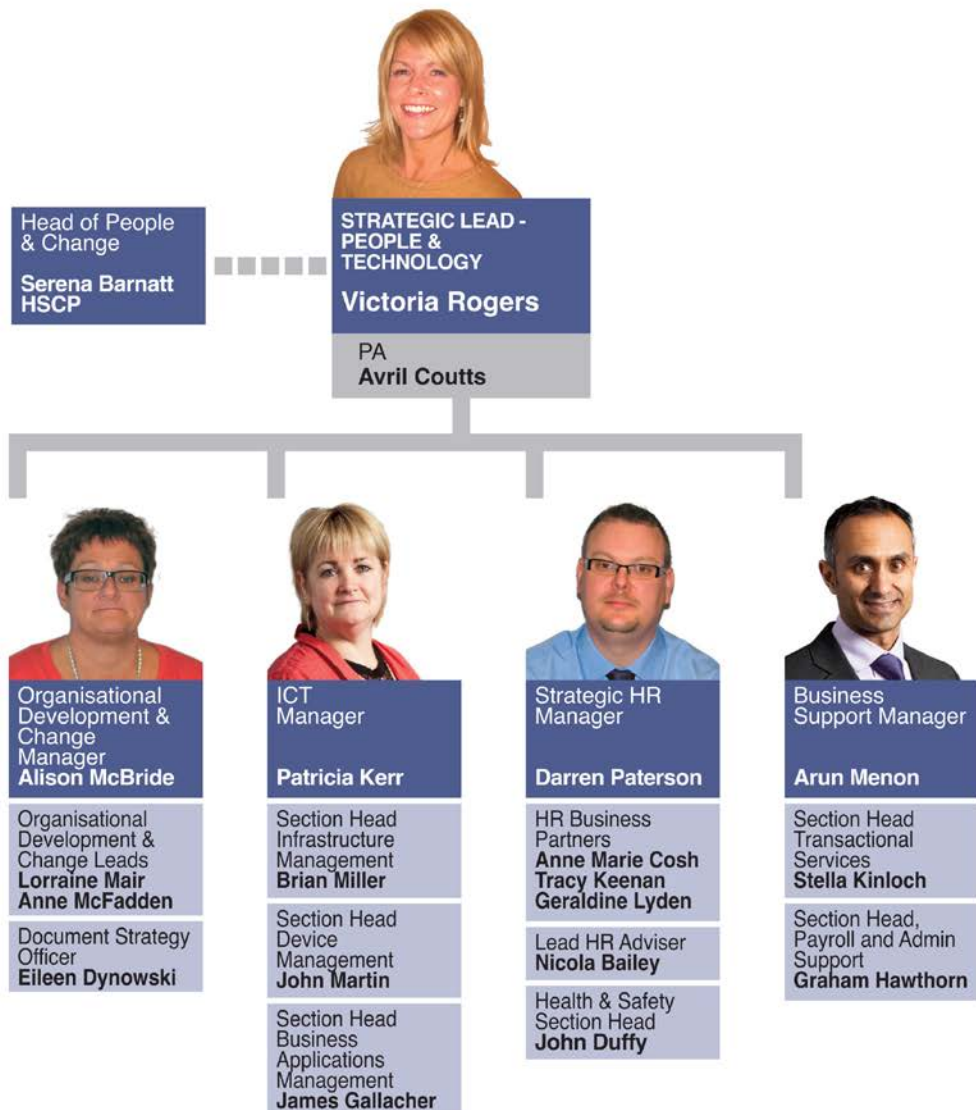 Head of People
& Change
Serena Barnatt
HSCP
STRATEGIC LEAD -
PEOPLE &
TECHNOLOGY
Victoria Rogers
PA
Avril Coutts
Organisational
Development &
Change
Manager
Alison McBride
Organisational
Development &
Change Leads
Lorraine Mair
Anne McFadden
Document Strategy
Officer
Eileen Dynowski
ICT
Manager
Patricia Kerr
Section Head
Infrastructure
Management
Brian Miller
Section Head
Device
Management
John Martin
Section Head
Business
Applications
Management
James Gallacher
Strategic HR
Manager
Darren Paterson
HR Business
Partners
Anne Marie Cosh
Tracy Keenan
Geraldine Lyden
Lead HR Adviser
Nicola Bailey
Health & Safety
Section Head
John Duffy
Business
Support Manager
Arun Menon
Section Head
Transactional
Services
Stella Kinloch
Section Head,
Payroll and Admin
Support
Graham Hawthorn